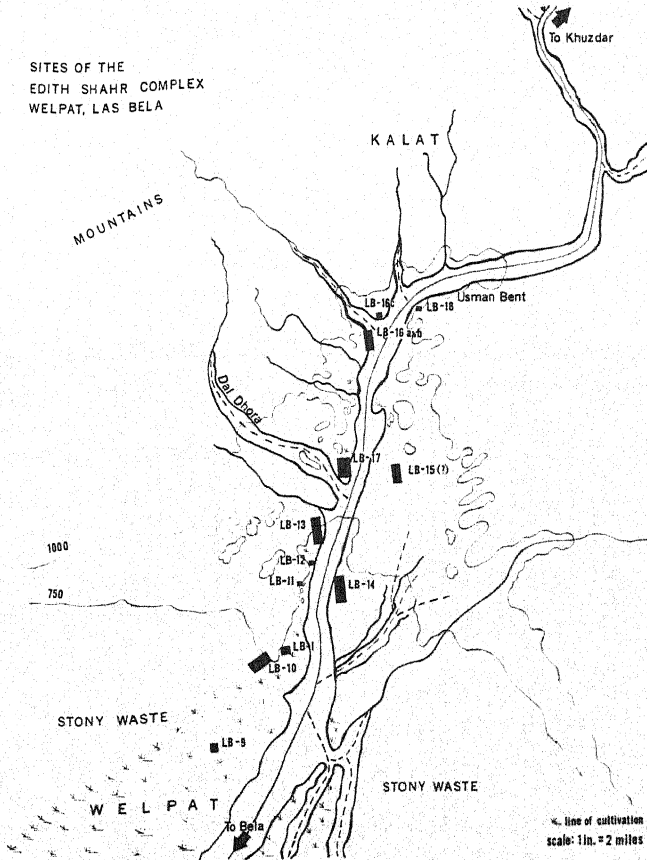 To Khuzdar
SITES OF THE
EDITH SHAHR COMPLEX
WELPAT, LAS BELA
KALAT
MOUNTAINS
Usman Bent
LB-16c
LB-18
LB-16 a&b
Dal Dhora
LB-17
LB-15(?)
LB-13
1000
LB-12
LB-11
LB-14
750
LB-1
LB-10
STONY WASTE
LB-9
STONY WASTE
WELPAT
To Bela
line of cultivation
scale: 1in. = 2 miles